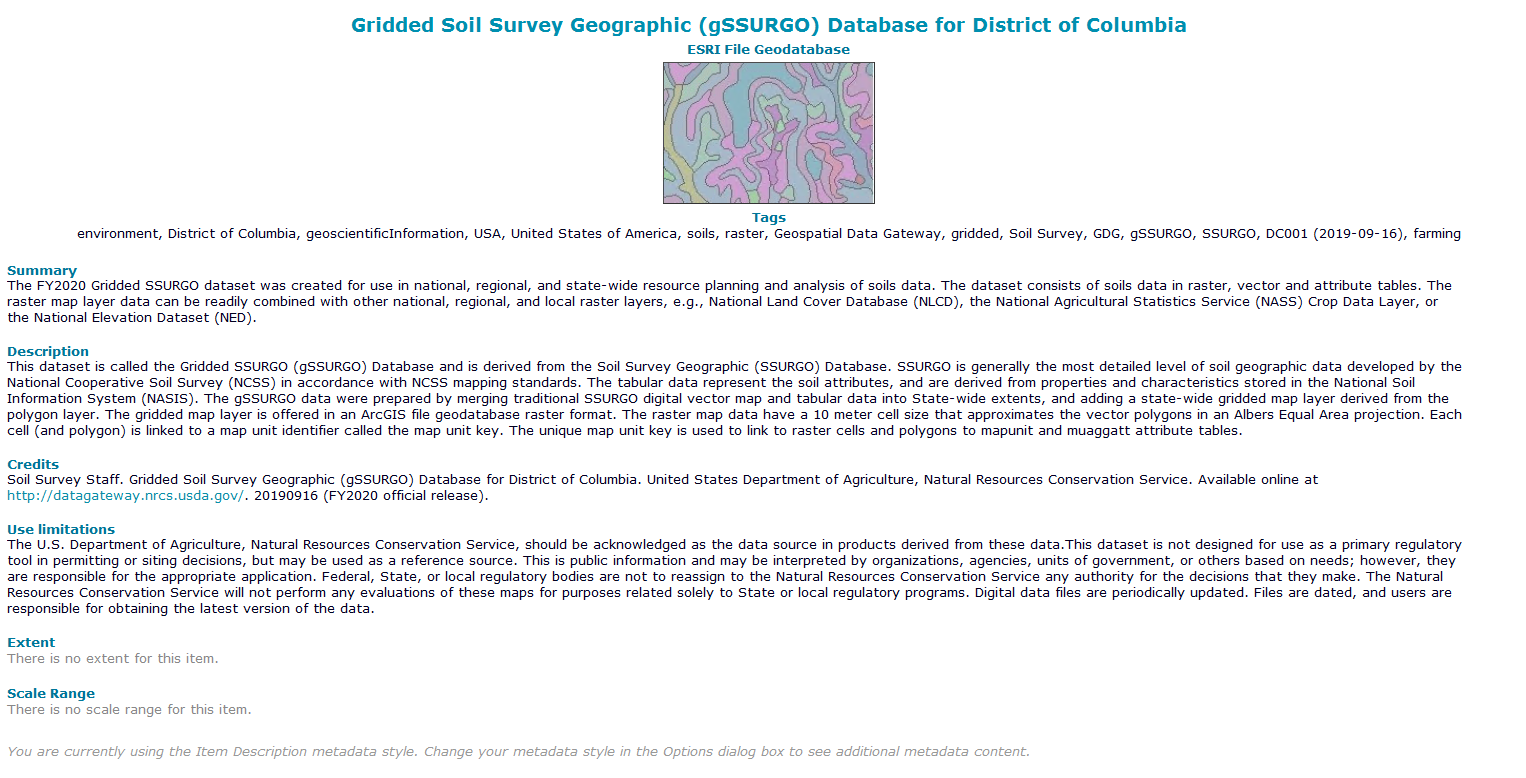 Gridded Soil Survey Geographic (gSSURGO) Database for District of Columbia
ESRI File Geodatabase
Tags
environment, District of Columbia, geoscientificInformation, USA, United States of America, soils, raster, Geospatial Data Gateway, gridded, Soil Survey, GDG, gSSURGO, SSURGO, DC001 (2019-09-16), farming
Summary
The FY2020 Gridded SSURGO dataset was created for use in national, regional, and state-wide resource planning and analysis of soils data. The dataset consists of soils data in raster, vector and attribute tables. The
raster map layer data can be readily combined with other national, regional, and local raster layers, e.g., National Land Cover Database (NLCD), the National Agricultural Statistics Service (NASS) Crop Data Layer, or
the National Elevation Dataset (NED).
Description
This dataset is called the Gridded SSURGO (gSSURGO) Database and is derived from the Soil Survey Geographic (SSURGO) Database. SSURGO is generally the most detailed level of soil geographic data developed by the
National Cooperative Soil Survey (NCSS) in accordance with NCSS mapping standards. The tabular data represent the soil attributes, and are derived from properties and characteristics stored in the National Soil
Information System (NASIS). The gSSURGO data were prepared by merging traditional SSURGO digital vector map and tabular data into State-wide extents, and adding a state-wide gridded map layer derived from the
polygon layer. The gridded map layer is offered in an ArcGIS file geodatabase raster format. The raster map data have a 10 meter cell size that approximates the vector polygons in an Albers Equal Area projection. Each
cell (and polygon) is linked to a map unit identifier called the map unit key. The unique map unit key is used to link to raster cells and polygons to mapunit and muaggatt attribute tables.
Credits
Soil Survey Staff. Gridded Soil Survey Geographic (gSSURGO) Database for District of Columbia. United States Department of Agriculture, Natural Resources Conservation Service. Available online at
http://datagateway.nrcs.usda.gov/. 20190916 (FY2020 official release).
Use limitations
The U.S. Department of Agriculture, Natural Resources Conservation Service, should be acknowledged as the data source in products derived from these data.This dataset is not designed for use as a primary regulatory
tool in permitting or siting decisions, but may be used as a reference source. This is public information and may be interpreted by organizations, agencies, units of government, or others based on needs; however, they
are responsible for the appropriate application. Federal, State, or local regulatory bodies are not to reassign to the Natural Resources Conservation Service any authority for the decisions that they make. The Natural
Resources Conservation Service will not perform any evaluations of these maps for purposes related solely to State or local regulatory programs. Digital data files are periodically updated. Files are dated, and users are
responsible for obtaining the latest version of the data.
Extent
There is no extent for this item.
Scale Range
There is no scale range for this item.
You are currently using the Item Description metadata style. Change your metadata style in the Options dialog box to see additional metadata content.